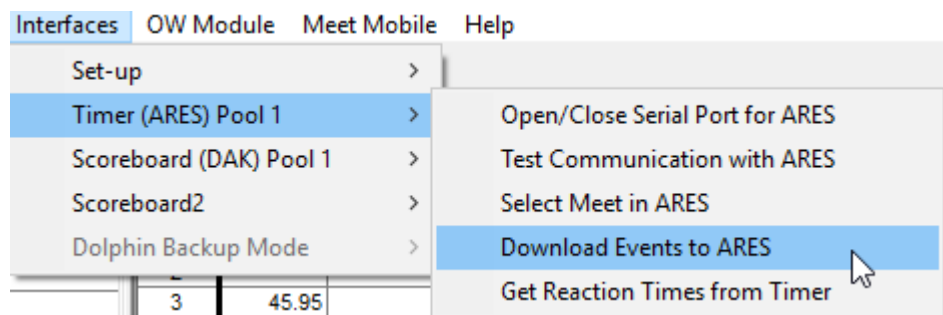 Interfaces OW Module Meet Mobile Help
Set-up >
Timer (ARES) Pool 1 > Open/Close Serial Port for ARES
Scoreboard (DAK) Pool 1 > Test Communication with ARES
Scoreboard2 > Select Meet in ARES
Dolphin Backup Mode > Download Events to ARES
3 45.95 Get Reaction Times from Timer